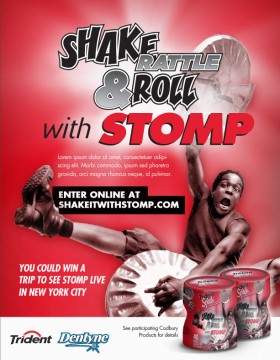 SHAKE
RATTLE
& ROLL
with STOMP
Lorem ipsum dolor sit amet, consectetuer adipi-
scing elit. Morbi commodo, ipsum sed pharetra
gravida, orci magna rhoncus neque, id pulvinar.
ENTER ONLINE AT
SHAKEITWITHSTOMP.COM
YOU COULD WIN A
TRIP TO SEE STOMP LIVE
IN NEW YORK CITY
Trident
Dentyne
See participating Cadbury
Products for details
STOMP
STOMP